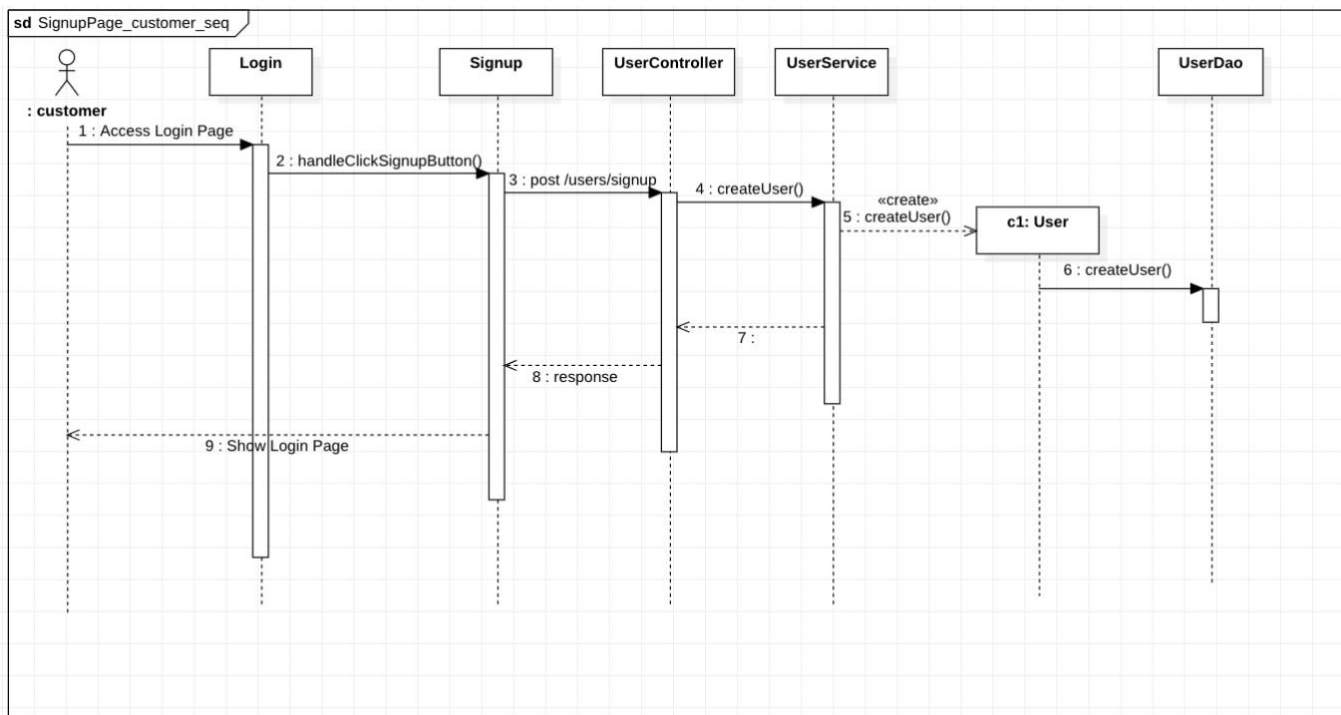 sd SignupPage_customer_seq
Login
Signup
UserController
UserService
UserDao
: customer
1 : Access Login Page
2 : handleClickSignupButton()
3 : post /users/signup
4 : createUser()
«create»
5 : createUser()
c1: User
6 : createUser()
7 :
8 : response
9 : Show Login Page